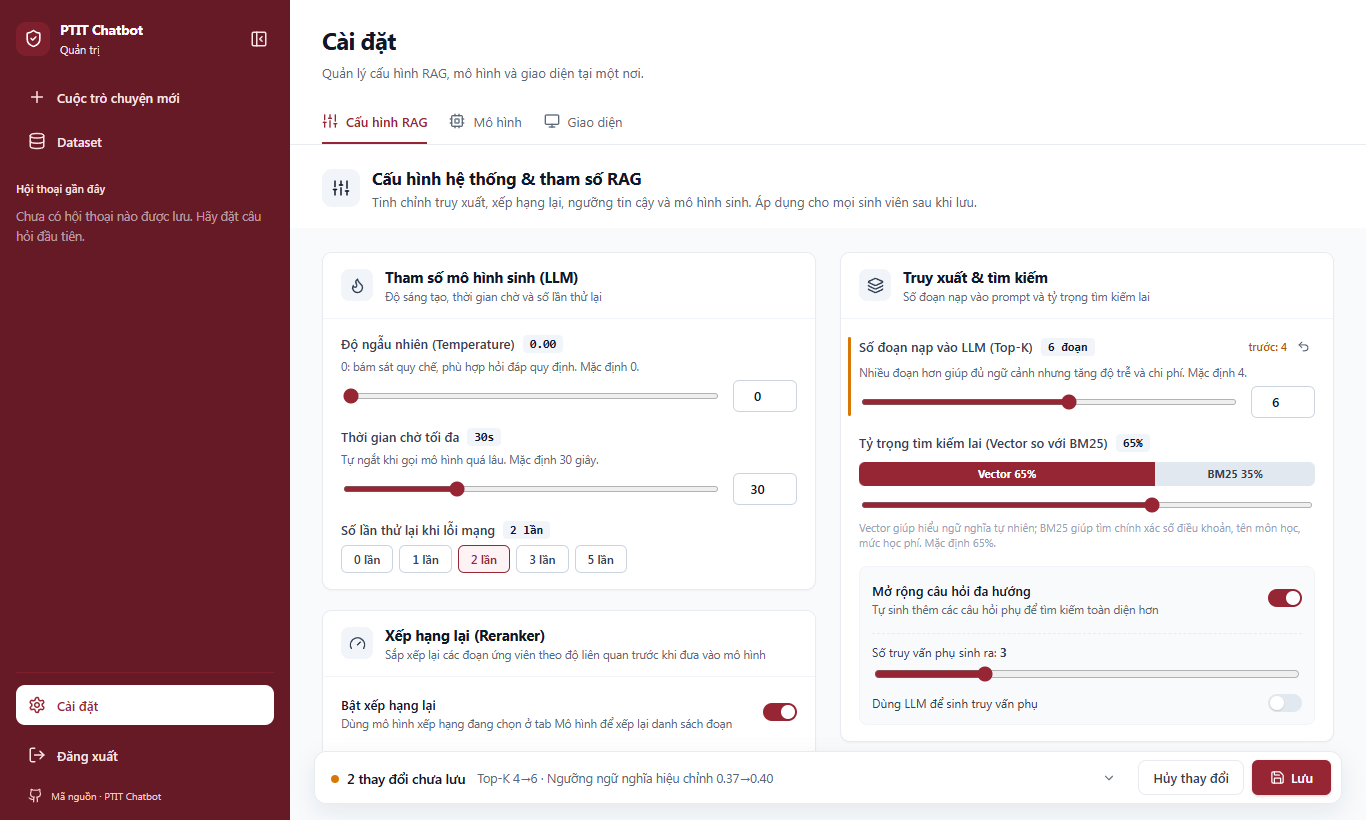 PTIT Chatbot
Quản trị
Cuộc trò chuyện mới
Dataset
Hội thoại gần đây
Chưa có hội thoại nào được lưu. Hãy đặt câu
hỏi đầu tiên.
Cài đặt
Đăng xuất
Mã nguồn · PTIT Chatbot
Cài đặt
Quản lý cấu hình RAG, mô hình và giao diện tại một nơi.
Cấu hình RAG
Mô hình
Giao diện
Cấu hình hệ thống & tham số RAG
Tinh chỉnh truy xuất, xếp hạng lại, ngưỡng tin cậy và mô hình sinh. Áp dụng cho mọi sinh viên sau khi lưu.
Tham số mô hình sinh (LLM)
Độ sáng tạo, thời gian chờ và số lần thử lại
Độ ngẫu nhiên (Temperature) 0.00
0: bám sát quy chế, phù hợp hỏi đáp quy định. Mặc định 0.
0
Thời gian chờ tối đa 30s
Tự ngắt khi gọi mô hình quá lâu. Mặc định 30 giây.
30
Số lần thử lại khi lỗi mạng 2 lần
0 lần 1 lần 2 lần 3 lần 5 lần
Xếp hạng lại (Reranker)
Sắp xếp lại các đoạn ứng viên theo độ liên quan trước khi đưa vào mô hình
Bật xếp hạng lại
Dùng mô hình xếp hạng đang chọn ở tab Mô hình để xếp lại danh sách đoạn
Truy xuất & tìm kiếm
Số đoạn nạp vào prompt và tỷ trọng tìm kiếm lai
Số đoạn nạp vào LLM (Top-K) 6 đoạn trước: 4
Nhiều đoạn hơn giúp đủ ngữ cảnh nhưng tăng độ trễ và chi phí. Mặc định 4.
6
Tỷ trọng tìm kiếm lai (Vector so với BM25) 65%
Vector 65% BM25 35%
Vector giúp hiểu ngữ nghĩa tự nhiên; BM25 giúp tìm chính xác số điều khoản, tên môn học,
mức học phí. Mặc định 65%.
Mở rộng câu hỏi đa hướng
Tự sinh thêm các câu hỏi phụ để tìm kiếm toàn diện hơn
Số truy vấn phụ sinh ra: 3
Dùng LLM để sinh truy vấn phụ
2 thay đổi chưa lưu Top-K 4→6 · Ngưỡng ngữ nghĩa hiệu chỉnh 0.37→0.40
Hủy thay đổi
Lưu